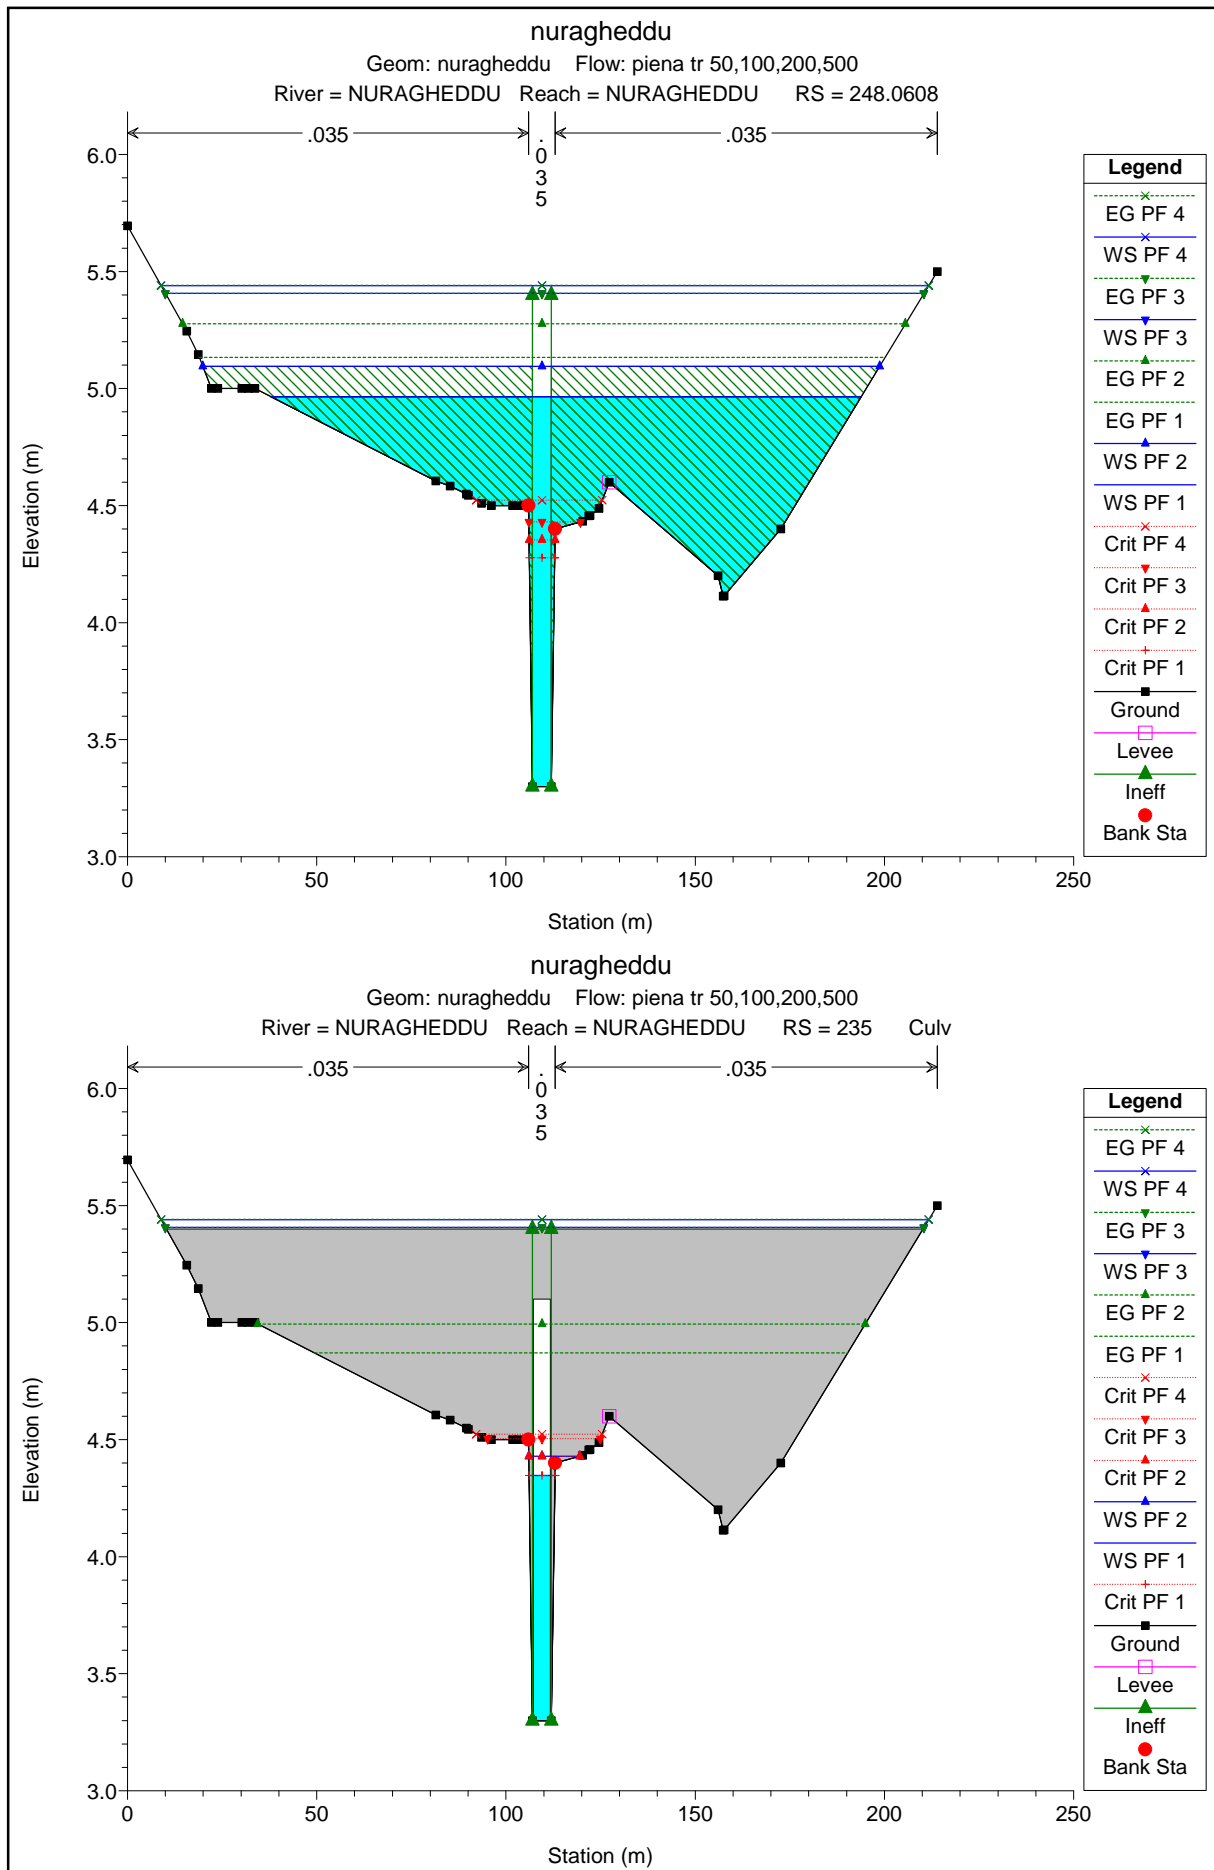 nuragheddu
Geom: nuragheddu Flow: piena tr 50,100,200,500
River = NURAGHEDDU Reach = NURAGHEDDU RS = 248.0608
.035
.035
.035
6.0
5.5
5.0
4.5
4.0
3.5
3.0
Elevation (m)
0
50
100
150
200
250
Station (m)
Legend
EG PF 4
WS PF 4
EG PF 3
WS PF 3
EG PF 2
EG PF 1
WS PF 2
WS PF 1
Crit PF 4
Crit PF 3
Crit PF 2
Crit PF 1
Ground
Levee
Ineff
Bank Sta
nuragheddu
Geom: nuragheddu Flow: piena tr 50,100,200,500
River = NURAGHEDDU Reach = NURAGHEDDU RS = 235 Culv
.035
.035
.035
6.0
5.5
5.0
4.5
4.0
3.5
3.0
Elevation (m)
0
50
100
150
200
250
Station (m)
Legend
EG PF 4
WS PF 4
EG PF 3
WS PF 3
EG PF 2
EG PF 1
Crit PF 4
Crit PF 3
Crit PF 2
WS PF 2
WS PF 1
Crit PF 1
Ground
Levee
Ineff
Bank Sta